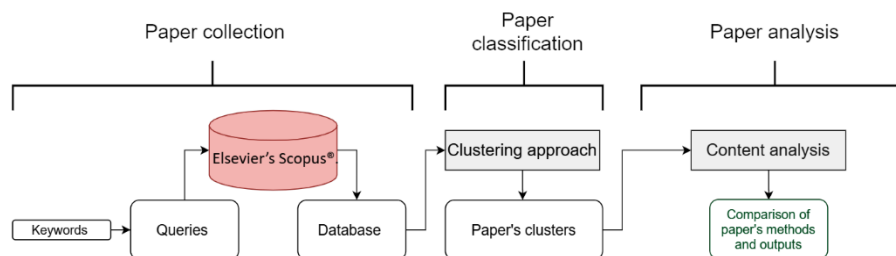 Paper collection
Paper
classification
Paper analysis
Elsevier's Scopus®.
Clustering approach
Content analysis
Keywords
Queries
Database
Paper's clusters
Comparison of
paper's methods
and outputs